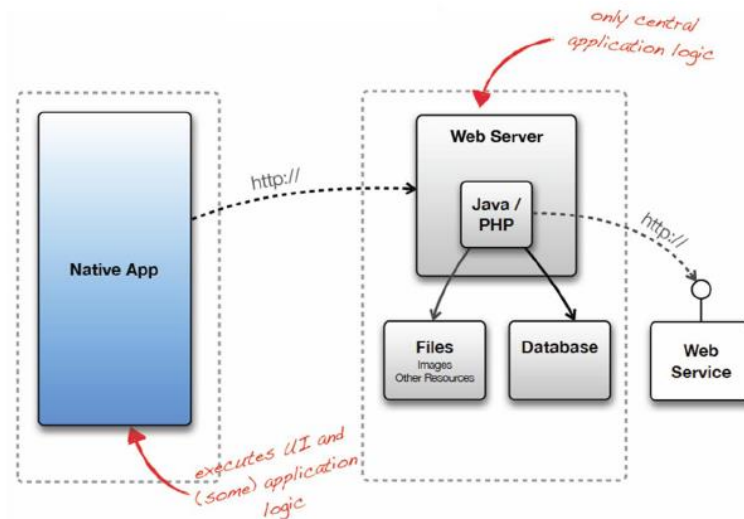 only central
application logic
Web Server
http://
Java /
PHP
http://
Native App
Files
Images
Other Resources
Database
Web
Service
executes UI and
(some) application
logic